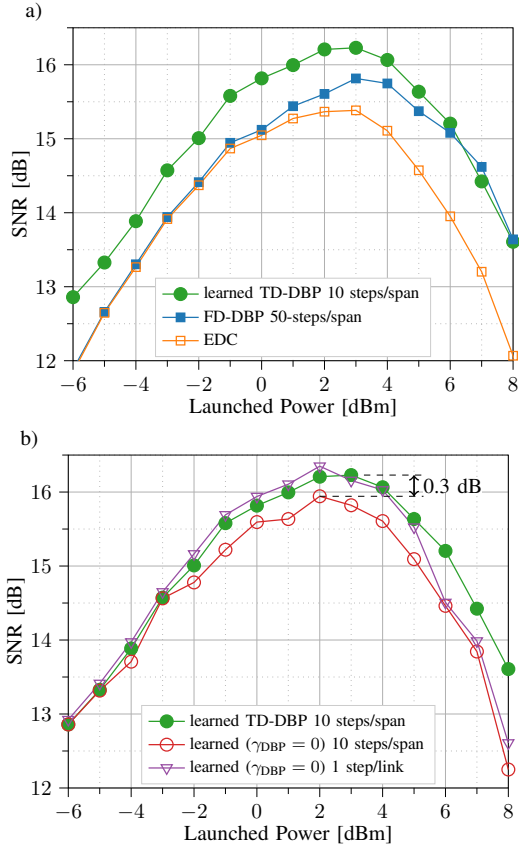 a)
SNR [dB]
16
15
14
13
12
learned TD-DBP 10 steps/span
FD-DBP 50-steps/span
EDC
−6 −4 −2 0 2 4 6 8
Launched Power [dBm]
b)
SNR [dB]
16
15
14
13
12
0.3 dB
learned TD-DBP 10 steps/span
learned (γDBP = 0) 10 steps/span
learned (γDBP = 0) 1 step/link
−6 −4 −2 0 2 4 6 8
Launched Power [dBm]